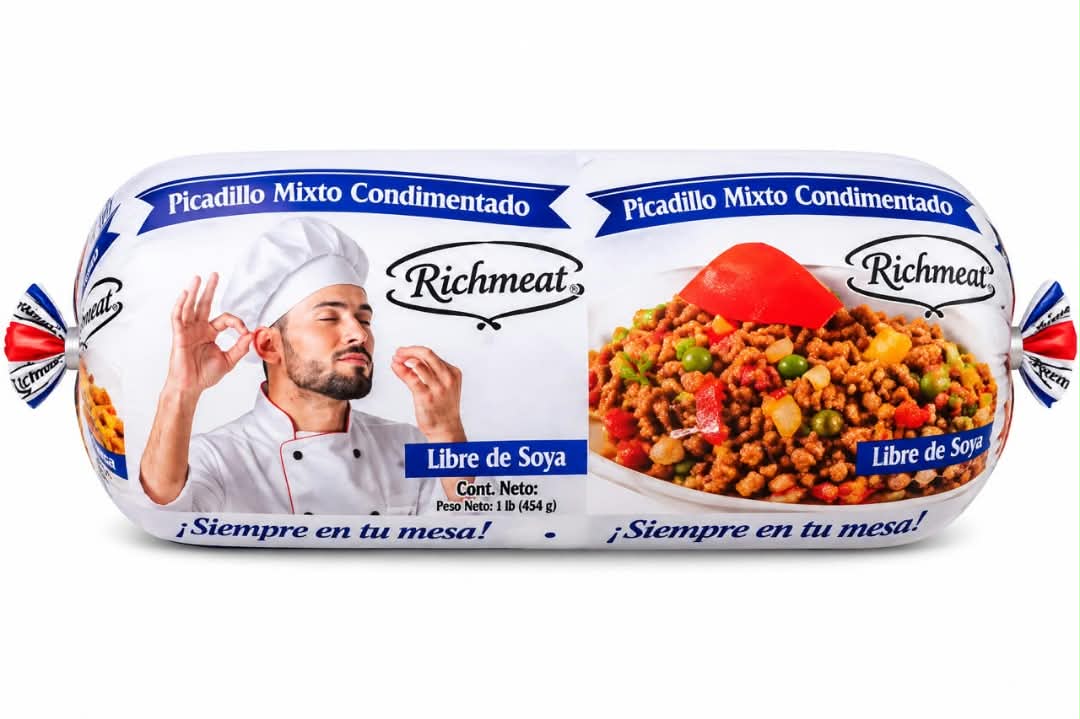 Picadillo Mixto Condimentado
Richmeat®
Libre de Soya
Cont. Neto:
Peso Neto: 1 lb (454 g)
¡Siempre en tu mesa!
•
Picadillo Mixto Condimentado
Richmeat®
Libre de Soya
¡Siempre en tu mesa!